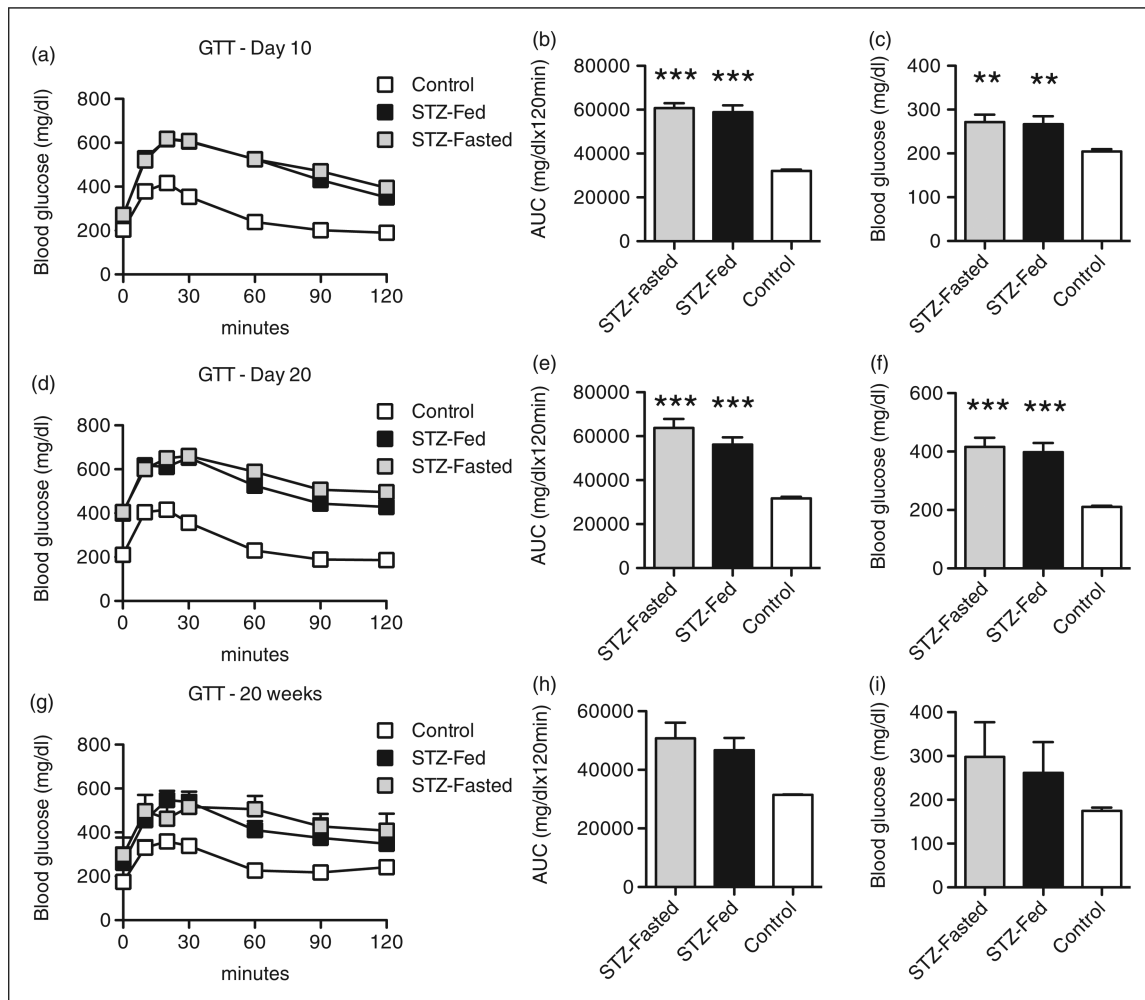 (a)
GTT - Day 10
Control
STZ-Fed
STZ-Fasted
Blood glucose (mg/dl)
800
600
400
200
0
0 30 60 90 120
minutes
(b)
AUC (mg/dlx120min)
80000
60000
40000
20000
0
*** ***
STZ-Fasted
STZ-Fed
Control
(c)
Blood glucose (mg/dl)
400
300
200
100
0
** **
STZ-Fasted
STZ-Fed
Control
(d)
GTT - Day 20
Control
STZ-Fed
STZ-Fasted
Blood glucose (mg/dl)
800
600
400
200
0
0 30 60 90 120
minutes
(e)
AUC (mg/dlx120min)
80000
60000
40000
20000
0
*** ***
STZ-Fasted
STZ-Fed
Control
(f)
Blood glucose (mg/dl)
600
400
200
0
*** ***
STZ-Fasted
STZ-Fed
Control
(g)
GTT - 20 weeks
Control
STZ-Fed
STZ-Fasted
Blood glucose (mg/dl)
800
600
400
200
0
0 30 60 90 120
minutes
(h)
AUC (mg/dlx120min)
60000
40000
20000
0
STZ-Fasted
STZ-Fed
Control
(i)
Blood glucose (mg/dl)
400
300
200
100
0
STZ-Fasted
STZ-Fed
Control